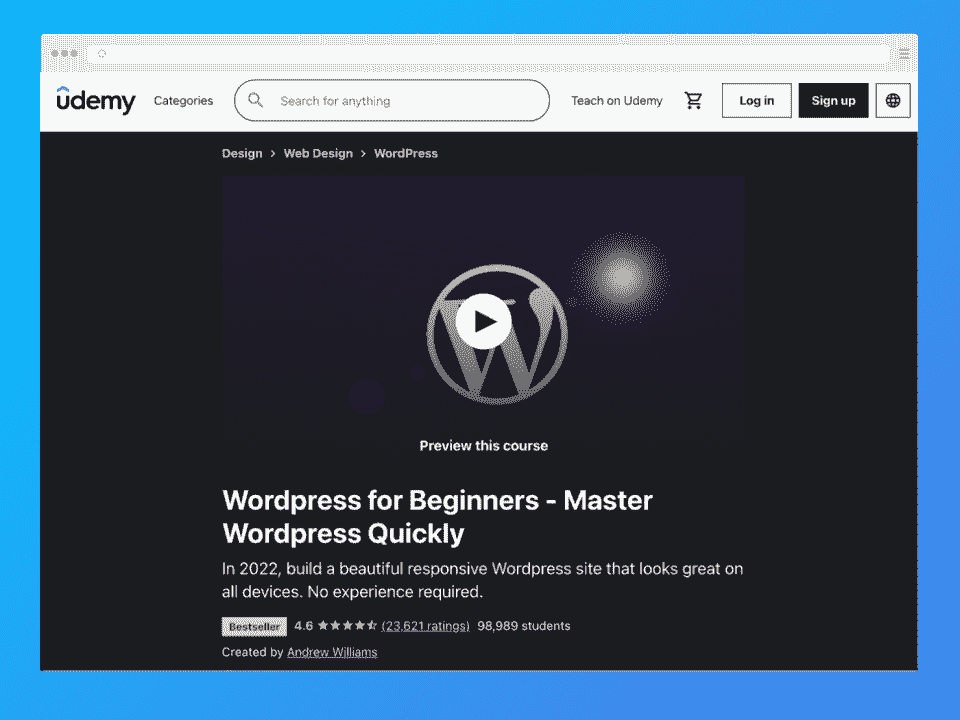 ûdemy Categories Search for anything Teach on Udemy Log in Sign up
Design > Web Design > WordPress
Preview this course
Wordpress for Beginners - Master
Wordpress Quickly
In 2022, build a beautiful responsive Wordpress site that looks great on
all devices. No experience required.
Bestseller 4.6 (23,621 ratings) 98,989 students
Created by Andrew Williams